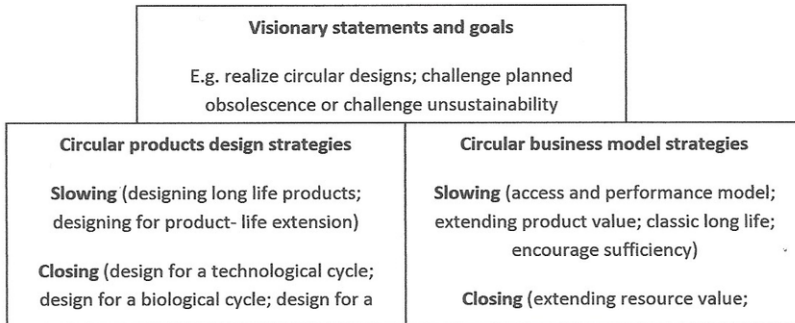 Visionary statements and goals
E.g. realize circular designs; challenge planned
obsolescence or challenge unsustainability
Circular products design strategies
Slowing (designing long life products;
designing for product- life extension)
Closing (design for a technological cycle;
design for a biological cycle; design for a
Circular business model strategies
Slowing (access and performance model;
extending product value; classic long life;
encourage sufficiency)
Closing (extending resource value;